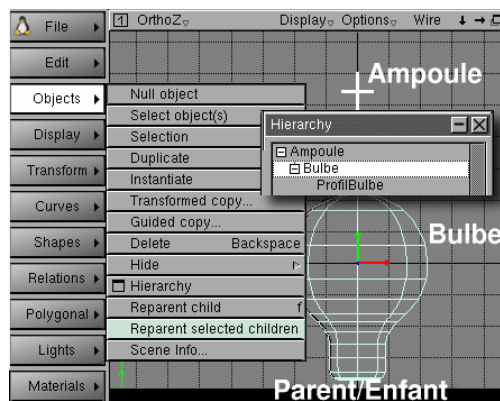 File
Edit
Objects
Display
Transform
Curves
Shapes
Relations
Polygonal
Lights
Materials
1 OrthoZ Display Options Wire
Null object
Select object(s)
Selection
Duplicate
Instantiate
Transformed copy...
Guided copy...
Delete Backspace
Hide
Hierarchy
Reparent child f
Reparent selected children
Scene Info...
Ampoule
Hierarchy
Ampoule
Bulbe
ProfilBulbe
Bulbe
Parent/Enfant